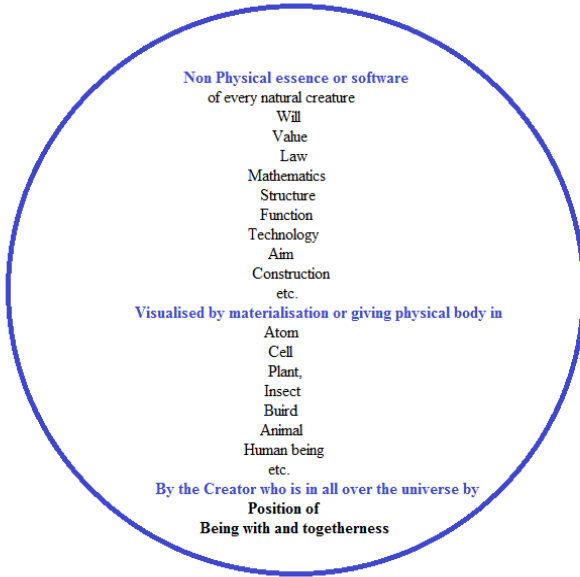 Non Physical essence or software
of every natural creature
Will
Value
Law
Mathematics
Structure
Function
Technology
Aim
Construction
etc.
Visualised by materialisation or giving physical body in
Atom
Cell
Plant,
Insect
Buird
Animal
Human being
etc.
By the Creator who is in all over the universe by
Position of
Being with and togetherness